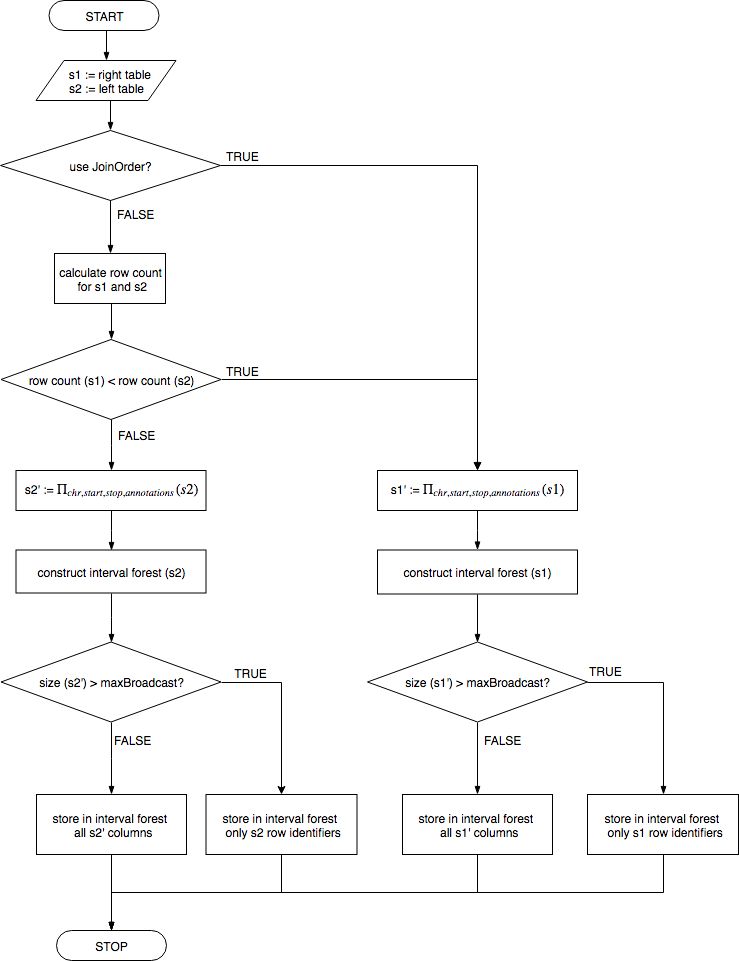 START
s1 := right table
s2 := left table
use JoinOrder?
TRUE
FALSE
calculate row count
for s1 and s2
row count (s1) < row count (s2)
TRUE
FALSE
s2' := Πchr,start,stop,annotations(s2)
s1' := Πchr,start,stop,annotations(s1)
construct interval forest (s2)
construct interval forest (s1)
size (s2') > maxBroadcast?
TRUE
size (s1') > maxBroadcast?
TRUE
FALSE
FALSE
store in interval forest
all s2' columns
store in interval forest
only s2 row identifiers
store in interval forest
all s1' columns
store in interval forest
only s1 row identifiers
STOP